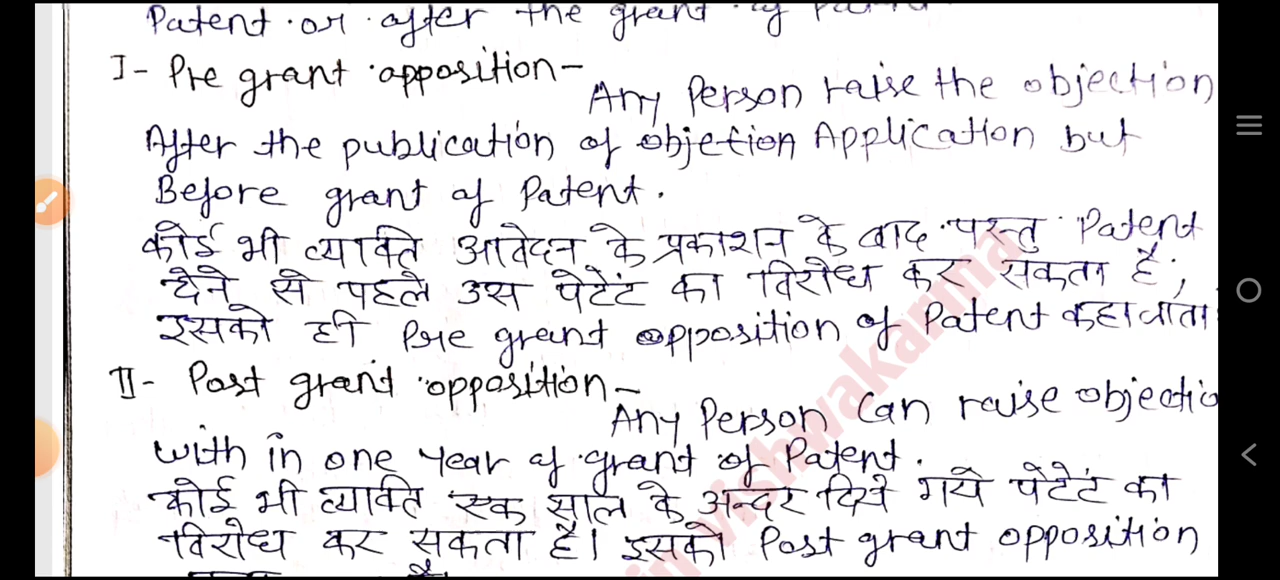 Patent or after the grant of
I- Pre grant opposition-
Any Person raise the objection
After the publication of objetion Application but
Before grant of Patent.
कोई भी व्याक्ति आवेदन के प्रकाशन के बाद परन्तु Patent
देने से पहले उस पेटेंट का विरोध कर सकता है;
इसको ही Pre grant opposition of Patent कहा जाता
II- Post grant opposition-
Any Person Can raise objectio
with in one year of grant of Patent.
कोई भी व्याक्ति एक साल के अन्दर दिये गये पेटेंट का
विरोध कर सकता है। इसको Post grant opposition
vishwakarma